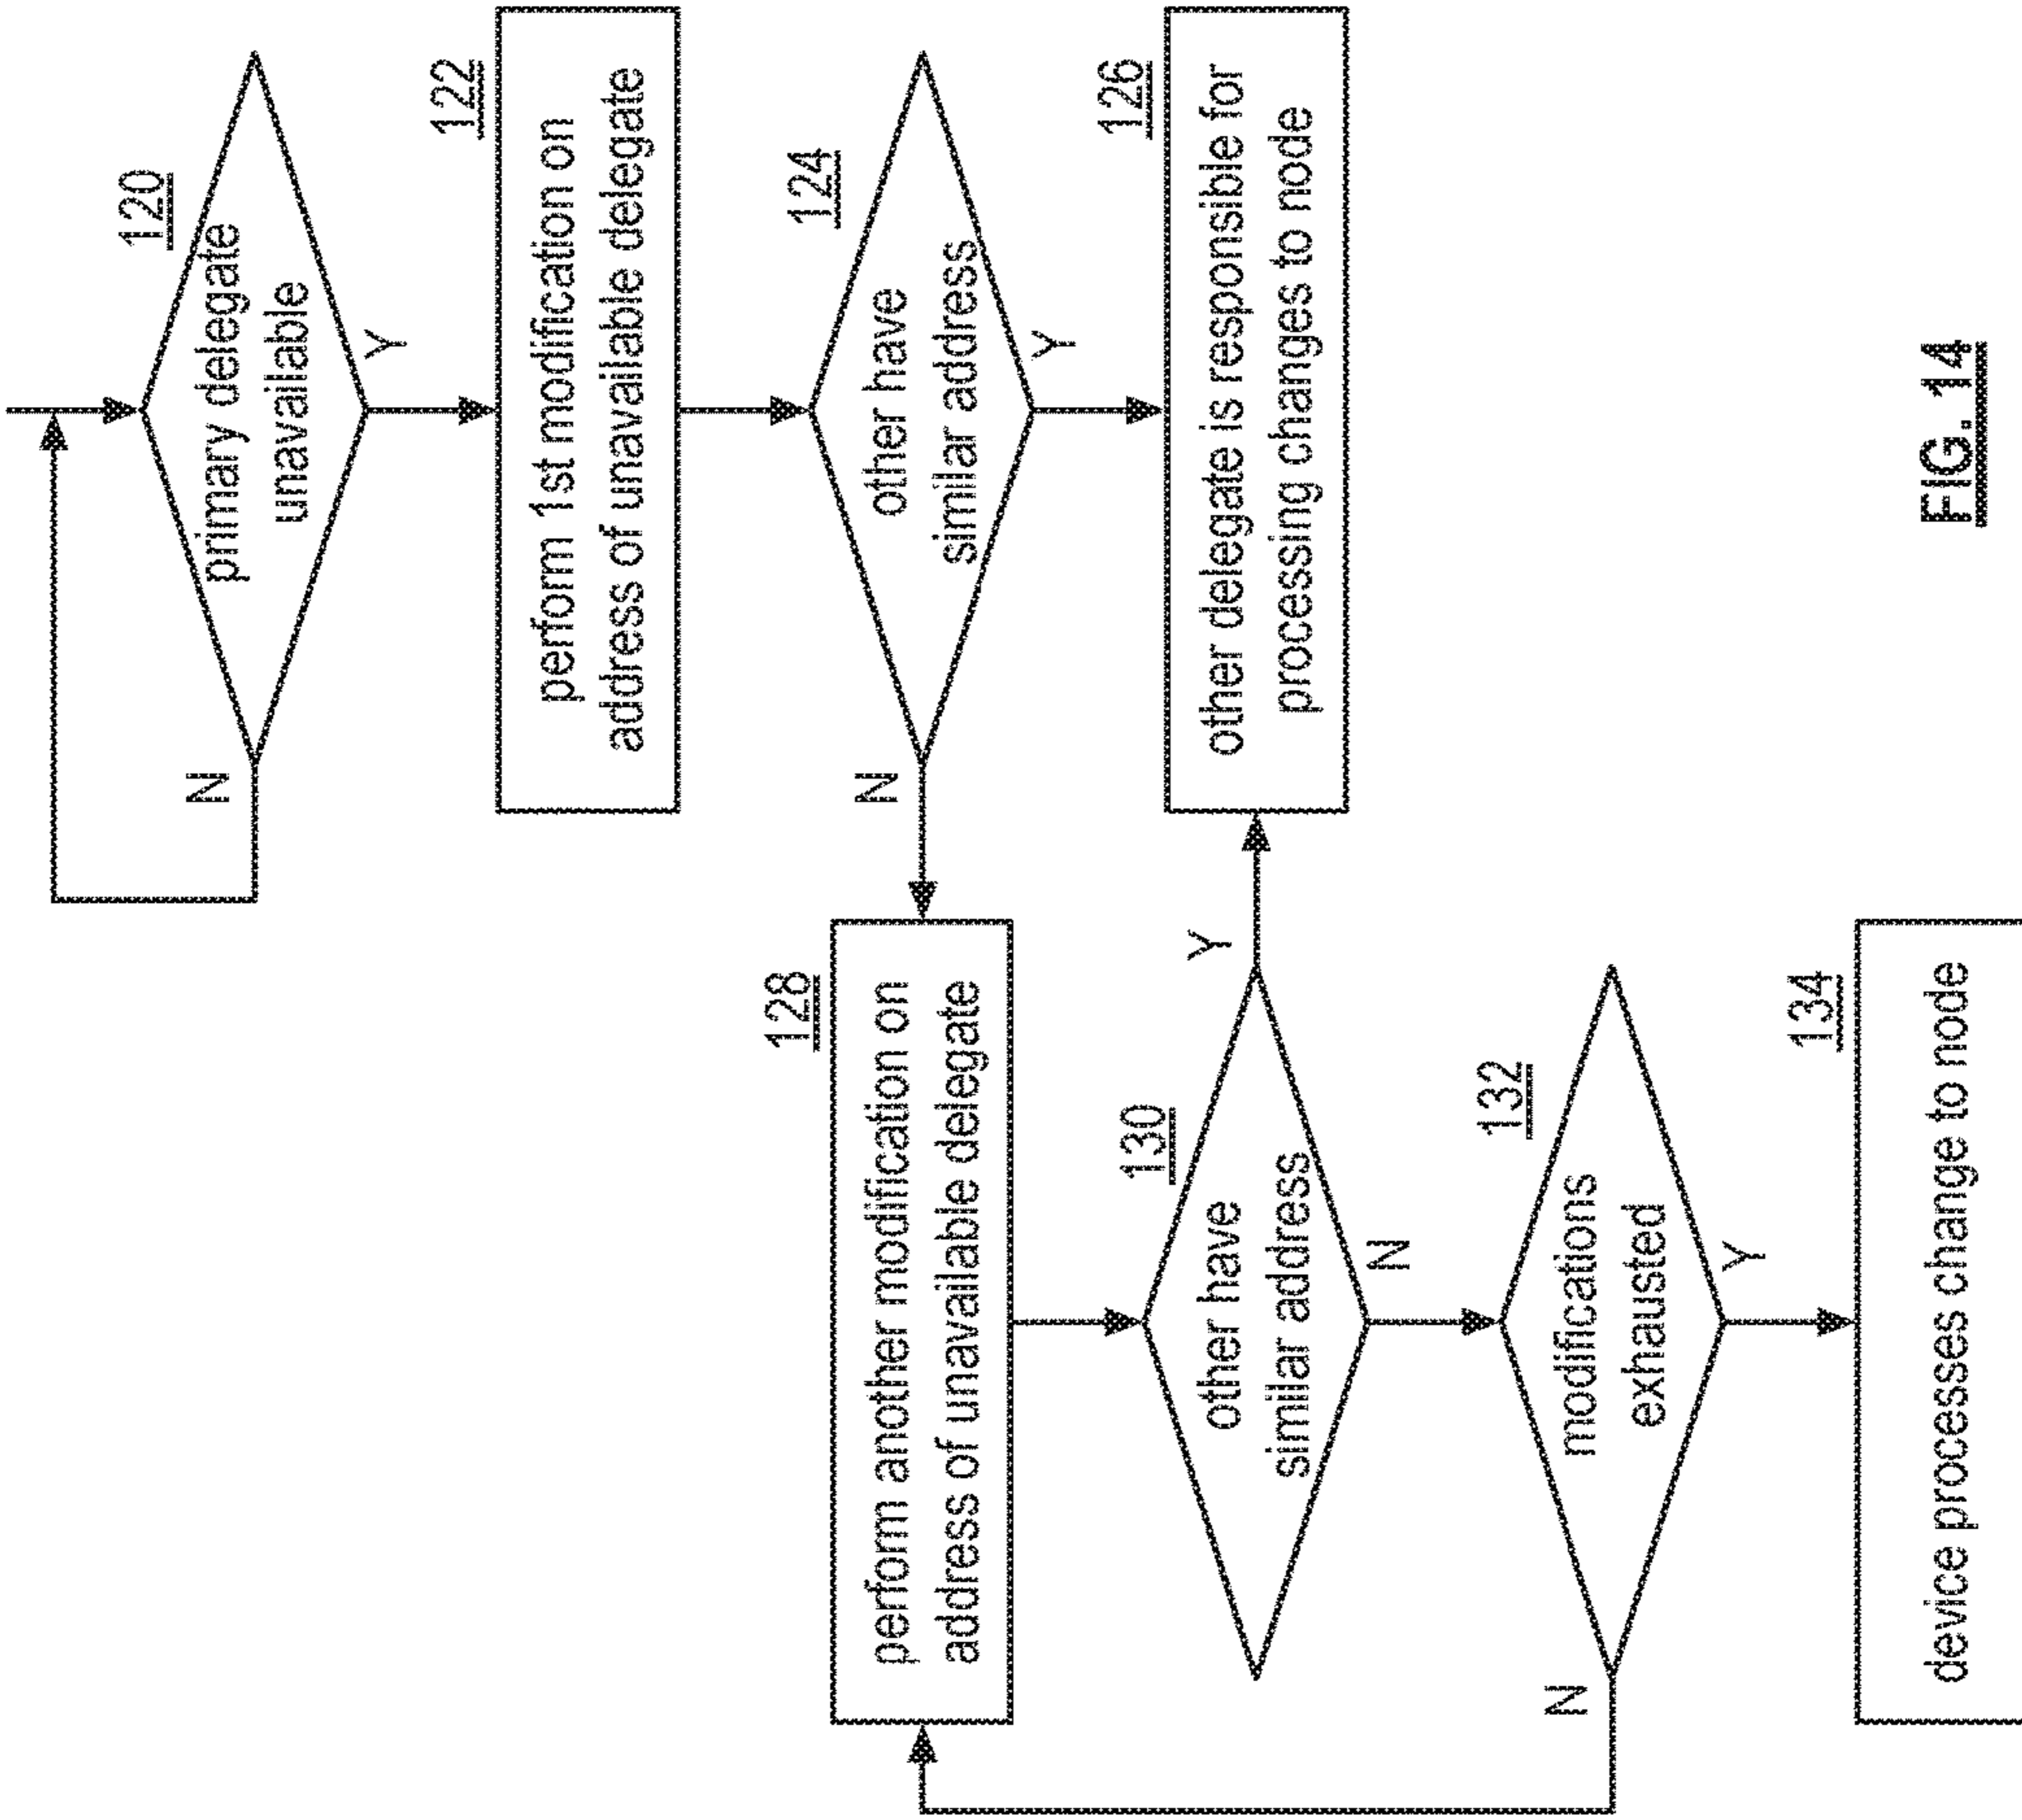 120
primary delegate
unavailable
N
Y
122
perform 1st modification on
address of unavailable delegate
124
other have
similar address
N
Y
126
other delegate is responsible for
processing changes to node
128
perform another modification on
address of unavailable delegate
130
other have
similar address
Y
N
132
modifications
exhausted
N
Y
134
device processes change to node
FIG. 14